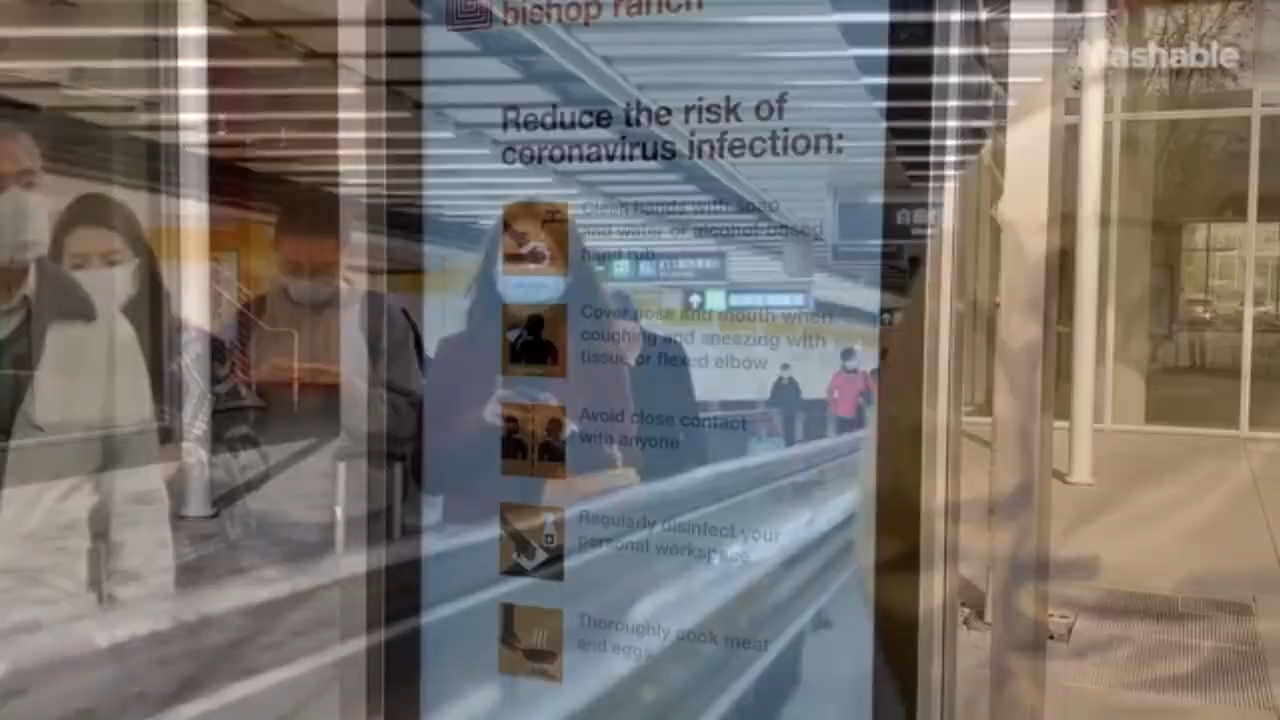 bishop ranch
Mashable
Reduce the risk of
coronavirus infection:
Clean hands with soap
and water or alcohol-based
hand rub
Cover nose and mouth when
coughing and sneezing with
tissue or flexed elbow
Avoid close contact
with anyone
Regularly disinfect your
personal workspace
Thoroughly cook meat
and eggs